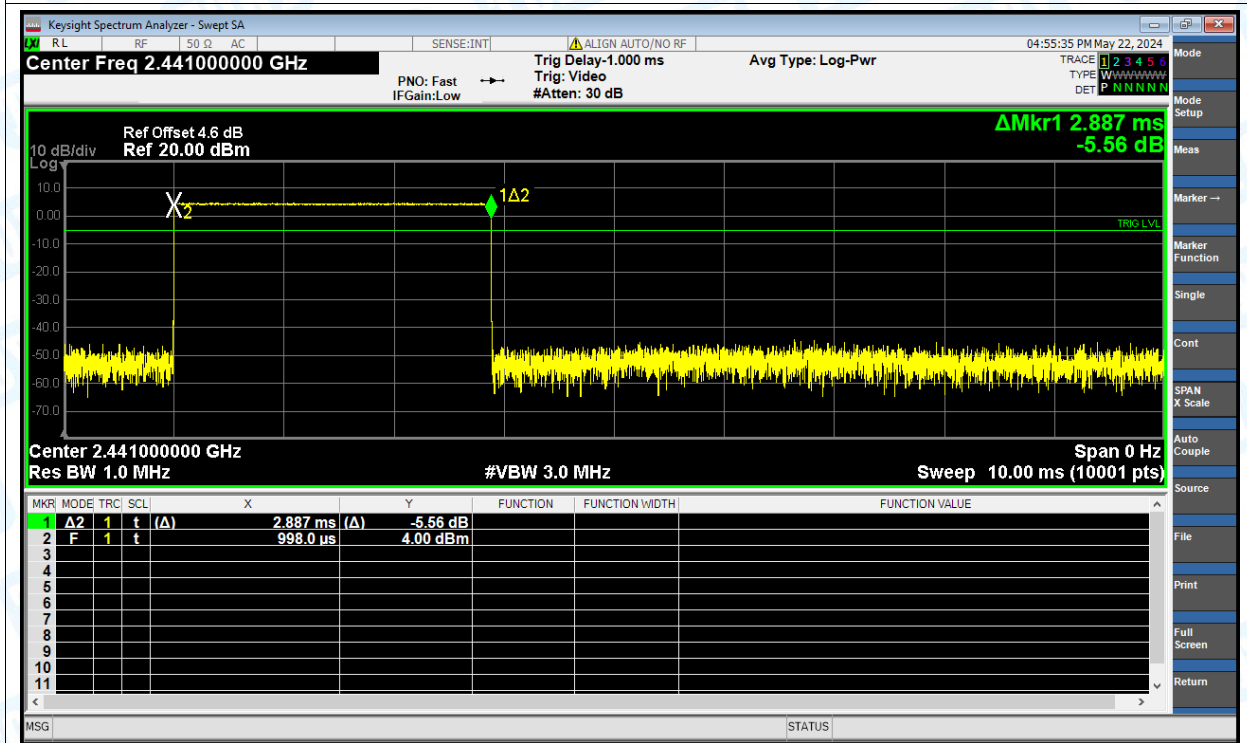 Keysight Spectrum Analyzer - Swept SA
LXI RL RF 50 Ω AC SENSE:INT ALIGN AUTO/NO RF 04:55:35 PM May 22, 2024
Center Freq 2.441000000 GHz
PNO: Fast
IFGain:Low
Trig Delay-1.000 ms
Trig: Video
#Atten: 30 dB
Avg Type: Log-Pwr
TRACE 1 2 3 4 5 6
TYPE WWWWWW
DET P N N N N N
ΔMkr1 2.887 ms
-5.56 dB
Ref Offset 4.6 dB
10 dB/div Ref 20.00 dBm
Log
10.0
0.00
-10.0
-20.0
-30.0
-40.0
-50.0
-60.0
-70.0
2
1Δ2
TRIG LVL
Center 2.441000000 GHz Span 0 Hz
Res BW 1.0 MHz #VBW 3.0 MHz Sweep 10.00 ms (10001 pts)
MKR MODE TRC SCL X Y FUNCTION FUNCTION WIDTH FUNCTION VALUE
1 Δ2 1 t (Δ) 2.887 ms (Δ) -5.56 dB
2 F 1 t 998.0 µs 4.00 dBm
3
4
5
6
7
8
9
10
11
MSG STATUS
Mode
Mode Setup
Meas
Marker →
Marker Function
Single
Cont
SPAN X Scale
Auto Couple
Source
File
Print
Full Screen
Return